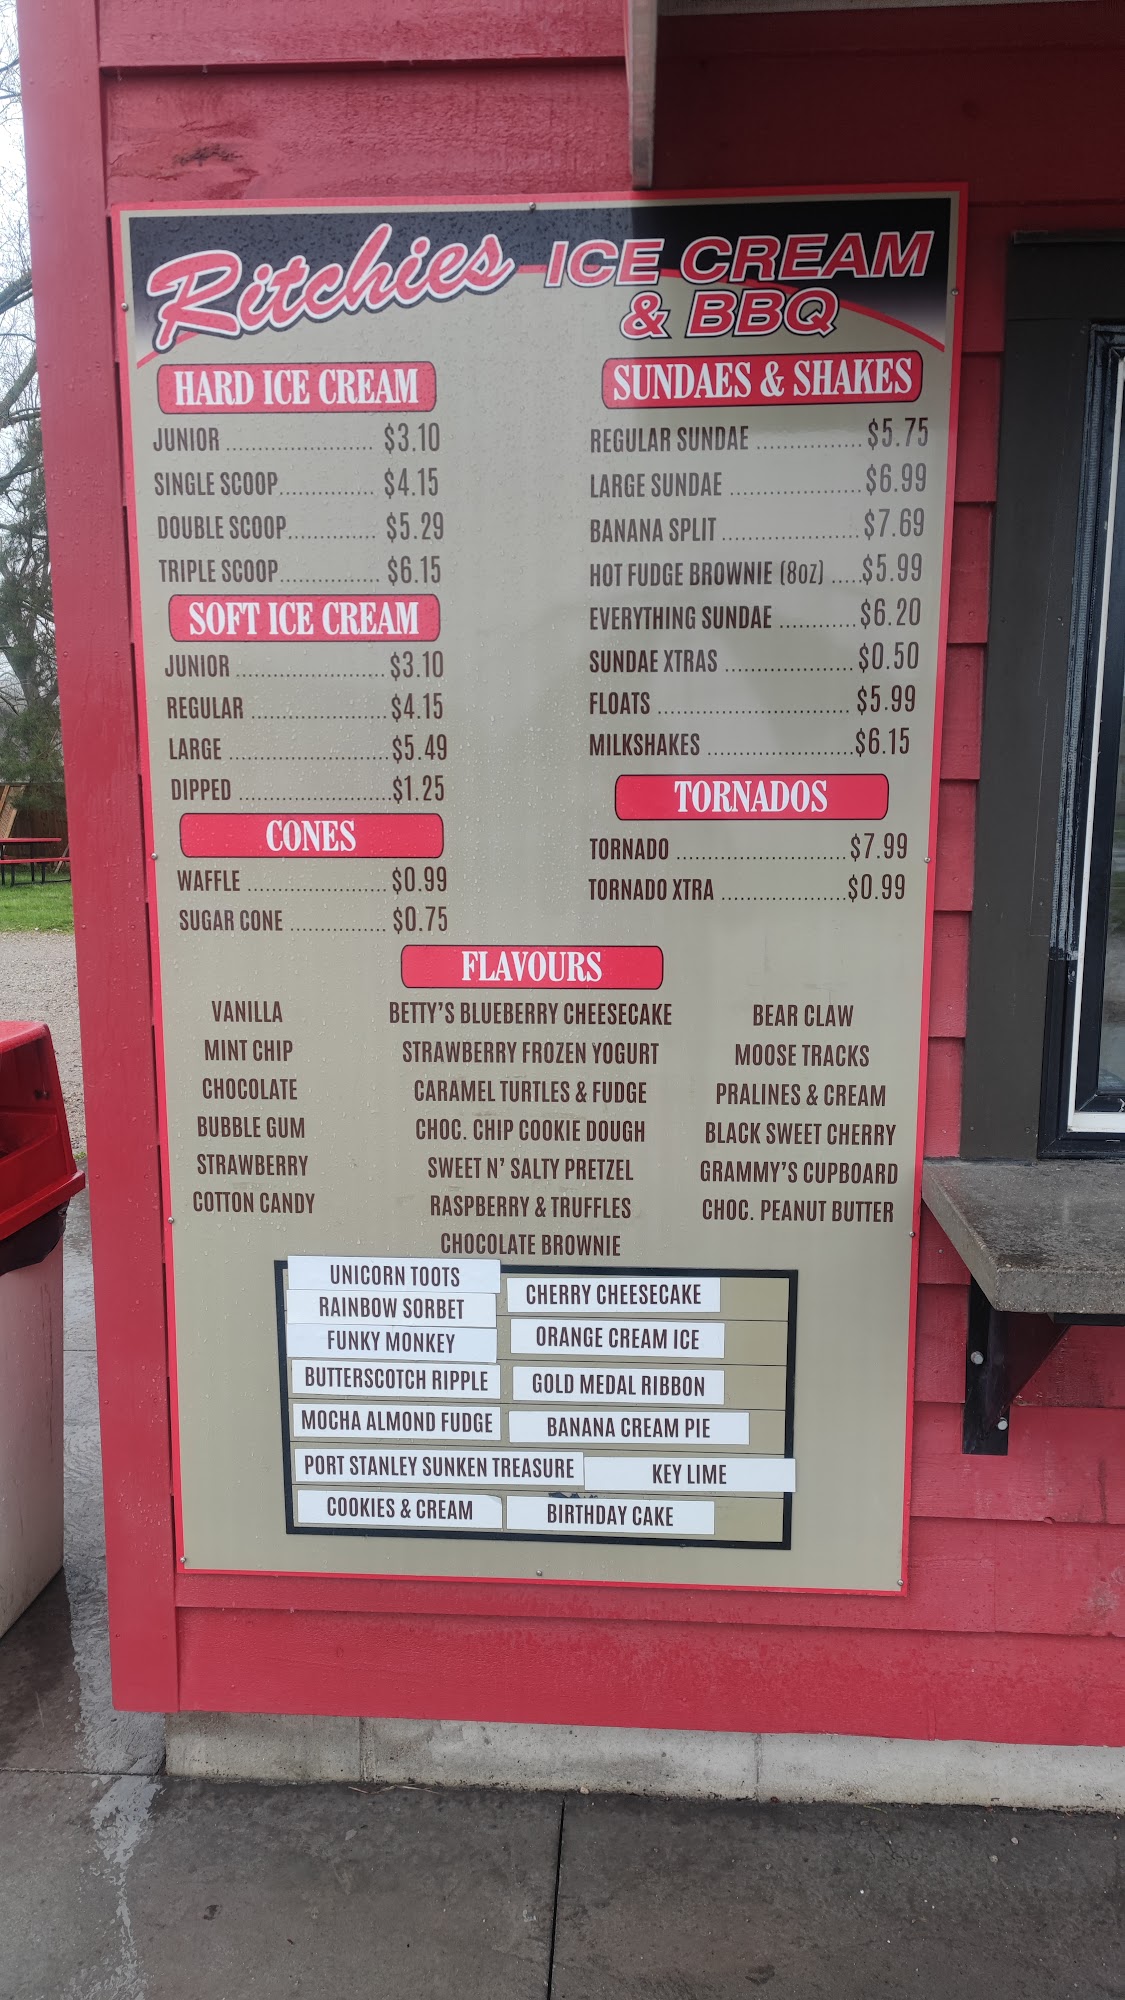 Ritchies ICE CREAM
& BBQ
HARD ICE CREAM
JUNIOR ..................... $3.10
SINGLE SCOOP................ $4.15
DOUBLE SCOOP............... $5.29
TRIPLE SCOOP................. $6.15
SOFT ICE CREAM
JUNIOR ..................... $3.10
REGULAR ....................... $4.15
LARGE ........................... $5.49
DIPPED ..........................$1.25
CONES
WAFFLE ....................... $0.99
SUGAR CONE ................ $0.75
SUNDAES & SHAKES
REGULAR SUNDAE ..................$5.75
LARGE SUNDAE ......................$6.99
BANANA SPLIT .......................$7.69
HOT FUDGE BROWNIE (8oz) .....$5.99
EVERYTHING SUNDAE .............$6.20
SUNDAE XTRAS ......................$0.50
FLOATS ................................ $5.99
MILKSHAKES .........................$6.15
TORNADOS
TORNADO ............................$7.99
TORNADO XTRA .....................$0.99
FLAVOURS
VANILLA
MINT CHIP
CHOCOLATE
BUBBLE GUM
STRAWBERRY
COTTON CANDY
BETTY'S BLUEBERRY CHEESECAKE
STRAWBERRY FROZEN YOGURT
CARAMEL TURTLES & FUDGE
CHOC. CHIP COOKIE DOUGH
SWEET N' SALTY PRETZEL
RASPBERRY & TRUFFLES
CHOCOLATE BROWNIE
BEAR CLAW
MOOSE TRACKS
PRALINES & CREAM
BLACK SWEET CHERRY
GRAMMY'S CUPBOARD
CHOC. PEANUT BUTTER
UNICORN TOOTS
RAINBOW SORBET
FUNKY MONKEY
BUTTERSCOTCH RIPPLE
MOCHA ALMOND FUDGE
PORT STANLEY SUNKEN TREASURE
COOKIES & CREAM
CHERRY CHEESECAKE
ORANGE CREAM ICE
GOLD MEDAL RIBBON
BANANA CREAM PIE
KEY LIME
BIRTHDAY CAKE